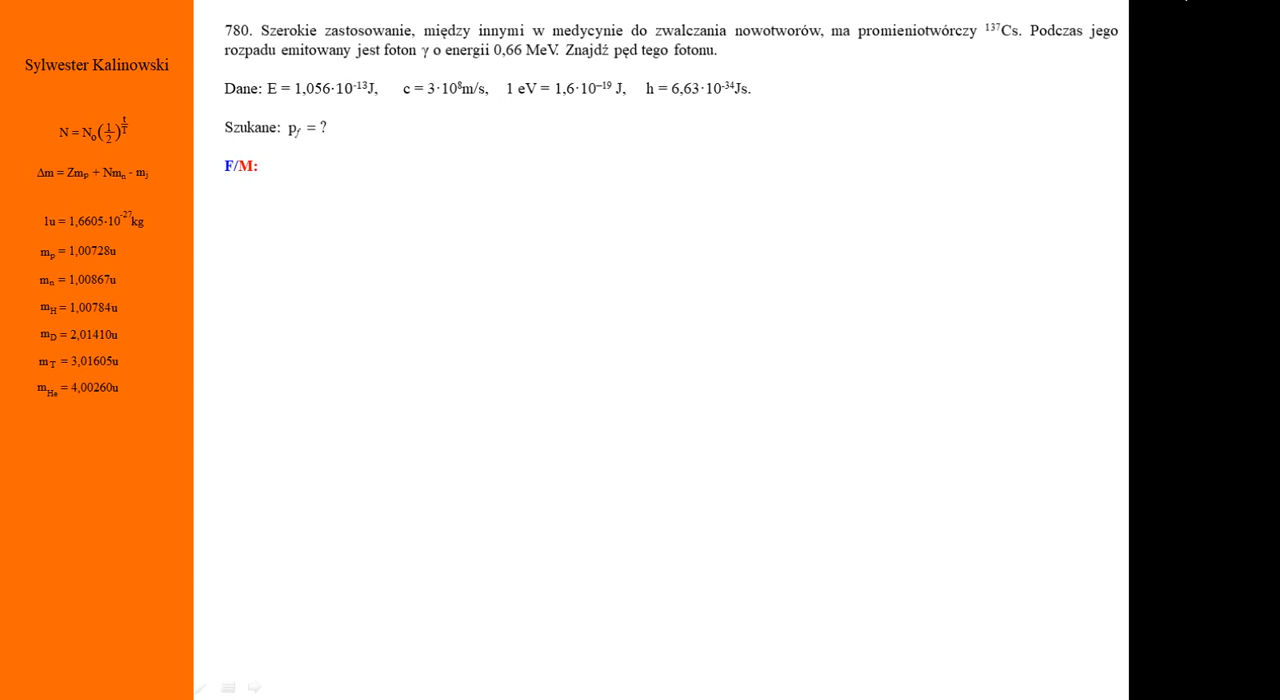 Sylwester Kalinowski
N = N₀(1/2)^(t/T)
Δm = Zmₚ + Nmₙ - mⱼ
1u = 1,6605·10⁻²⁷kg
mₚ = 1,00728u
mₙ = 1,00867u
m_H = 1,00784u
m_D = 2,01410u
m_T = 3,01605u
m_He = 4,00260u
780. Szerokie zastosowanie, między innymi w medycynie do zwalczania nowotworów, ma promieniotwórczy ¹³⁷Cs. Podczas jego
rozpadu emitowany jest foton γ o energii 0,66 MeV. Znajdź pęd tego fotonu.
Dane: E = 1,056·10⁻¹³J, c = 3·10⁸m/s, 1 eV = 1,6·10⁻¹⁹ J, h = 6,63·10⁻³⁴Js.
Szukane: p_f = ?
F/M: